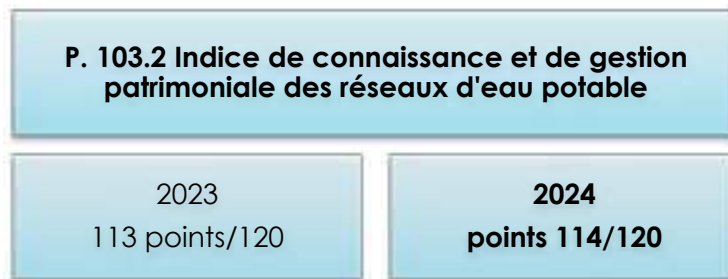 P. 103.2 Indice de connaissance et de gestion
patrimoniale des réseaux d'eau potable
2023
113 points/120
2024
points 114/120